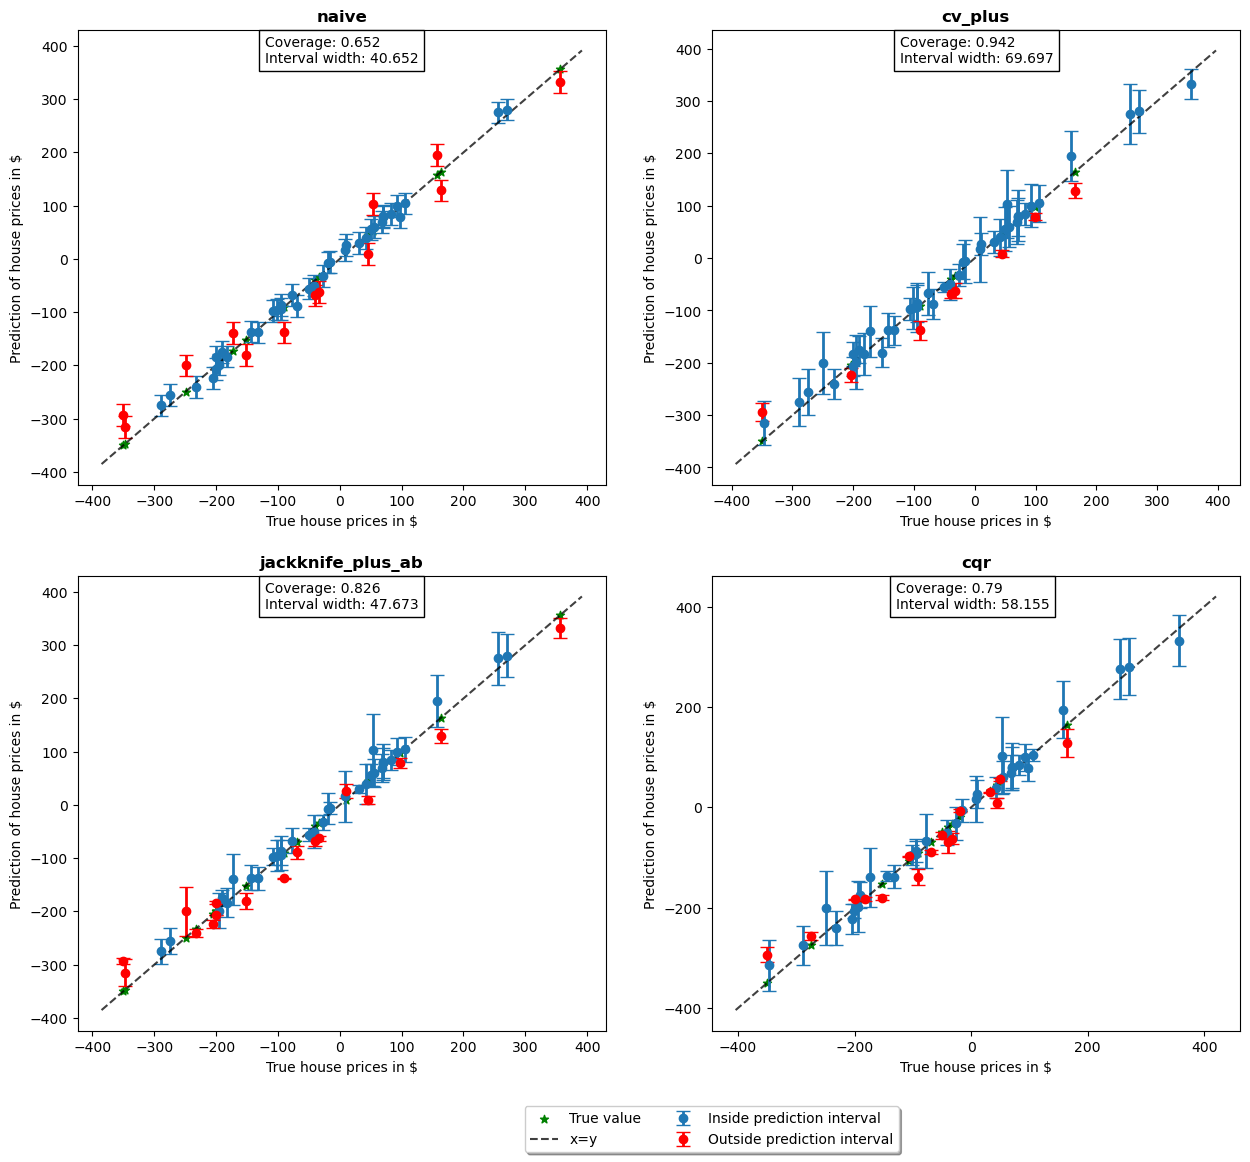 naive
Coverage: 0.652
Interval width: 40.652
400
300
200
100
0
−100
−200
−300
−400
Prediction of house prices in $
−400 −300 −200 −100 0 100 200 300 400
True house prices in $
cv_plus
Coverage: 0.942
Interval width: 69.697
400
300
200
100
0
−100
−200
−300
−400
Prediction of house prices in $
−400 −300 −200 −100 0 100 200 300 400
True house prices in $
jackknife_plus_ab
Coverage: 0.826
Interval width: 47.673
400
300
200
100
0
−100
−200
−300
−400
Prediction of house prices in $
−400 −300 −200 −100 0 100 200 300 400
True house prices in $
cqr
Coverage: 0.79
Interval width: 58.155
400
200
0
−200
−400
Prediction of house prices in $
−400 −200 0 200 400
True house prices in $
True value
x=y
Inside prediction interval
Outside prediction interval